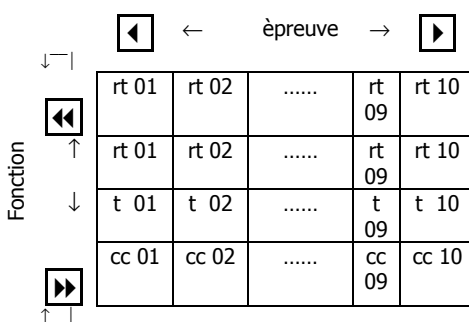 ← èpreuve →
rt 01 rt 02 …… rt 09 rt 10
rt 01 rt 02 …… rt 09 rt 10
t 01 t 02 …… t 09 t 10
cc 01 cc 02 …… cc 09 cc 10
Fonction